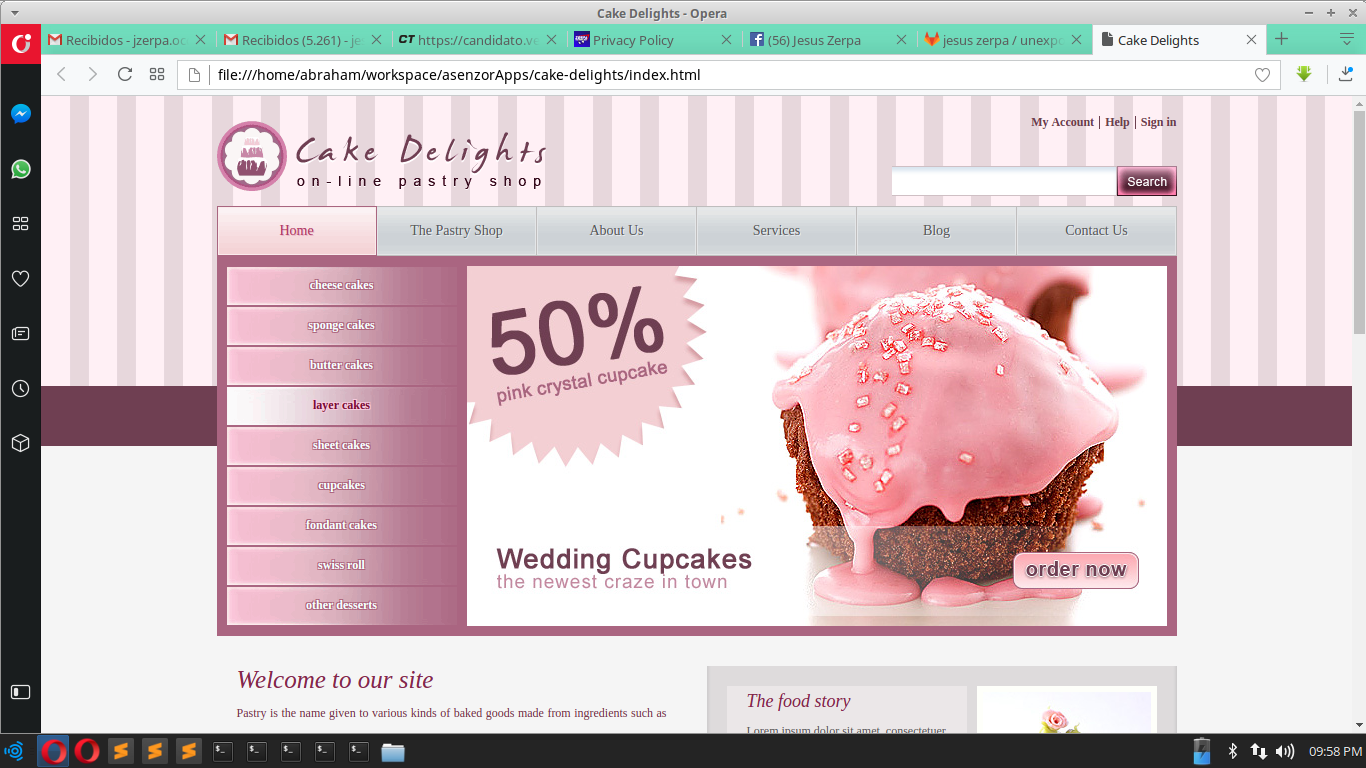 Cake Delights - Opera
Recibidos - jzerpa.oc
Recibidos (5.261) - je
CT https://candidato.ve
Privacy Policy
(56) Jesus Zerpa
jesus zerpa / unexpo
Cake Delights
file:///home/abraham/workspace/asenzorApps/cake-delights/index.html
My Account | Help | Sign in
Cake Delights
on-line pastry shop
Search
Home
The Pastry Shop
About Us
Services
Blog
Contact Us
cheese cakes
sponge cakes
butter cakes
layer cakes
sheet cakes
cupcakes
fondant cakes
swiss roll
other desserts
50%
pink crystal cupcake
Wedding Cupcakes
the newest craze in town
order now
Welcome to our site
Pastry is the name given to various kinds of baked goods made from ingredients such as
The food story
Lorem ipsum dolor sit amet, consectetuer
09:58 PM